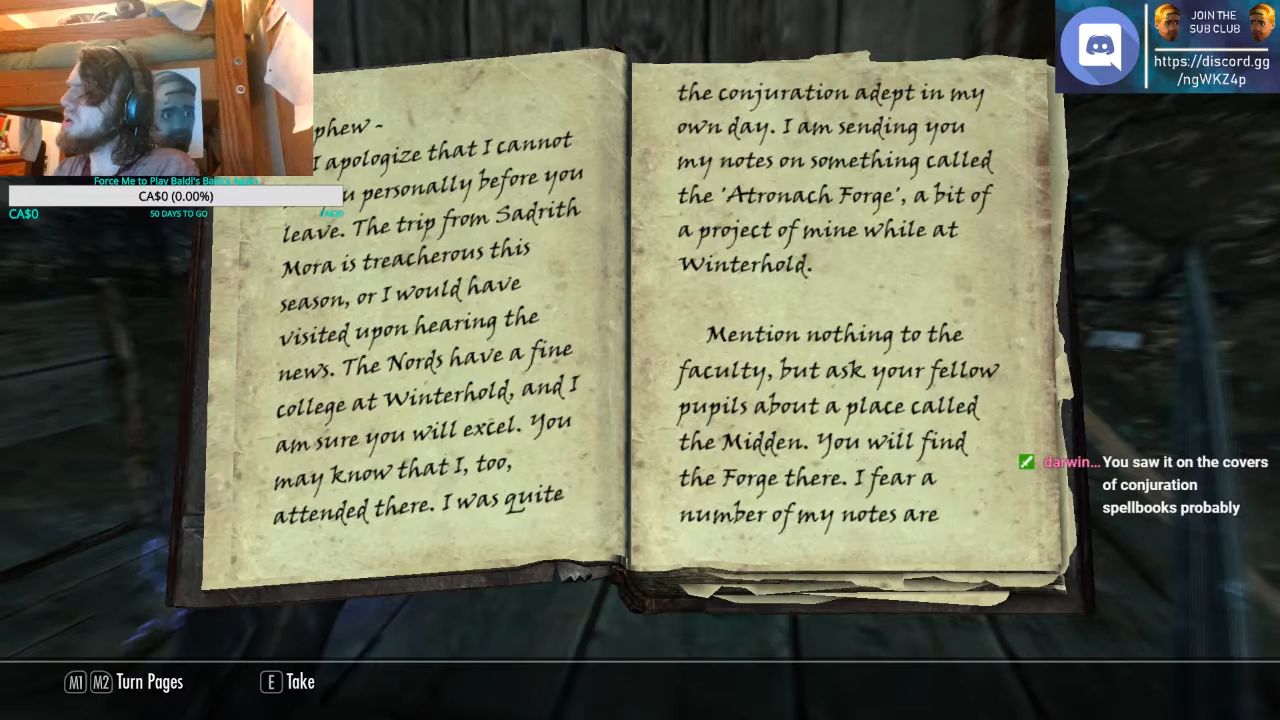 phew -
I apologize that I cannot
u personally before you
leave. The trip from Sadrith
Mora is treacherous this
season, or I would have
visited upon hearing the
news. The Nords have a fine
college at Winterhold, and I
am sure you will excel. You
may know that I, too,
attended there. I was quite
the conjuration adept in my
own day. I am sending you
my notes on something called
the 'Atronach Forge', a bit of
a project of mine while at
Winterhold.
Mention nothing to the
faculty, but ask your fellow
pupils about a place called
the Midden. You will find
the Forge there. I fear a
number of my notes are
Force Me to Play Baldi's
CA$0 (0.00%)
CA$0
50 DAYS TO GO
JOIN THE
SUB CLUB
https://discord.gg
/ngWKZ4p
darwin... You saw it on the covers
of conjuration
spellbooks probably
M1 M2 Turn Pages
E Take